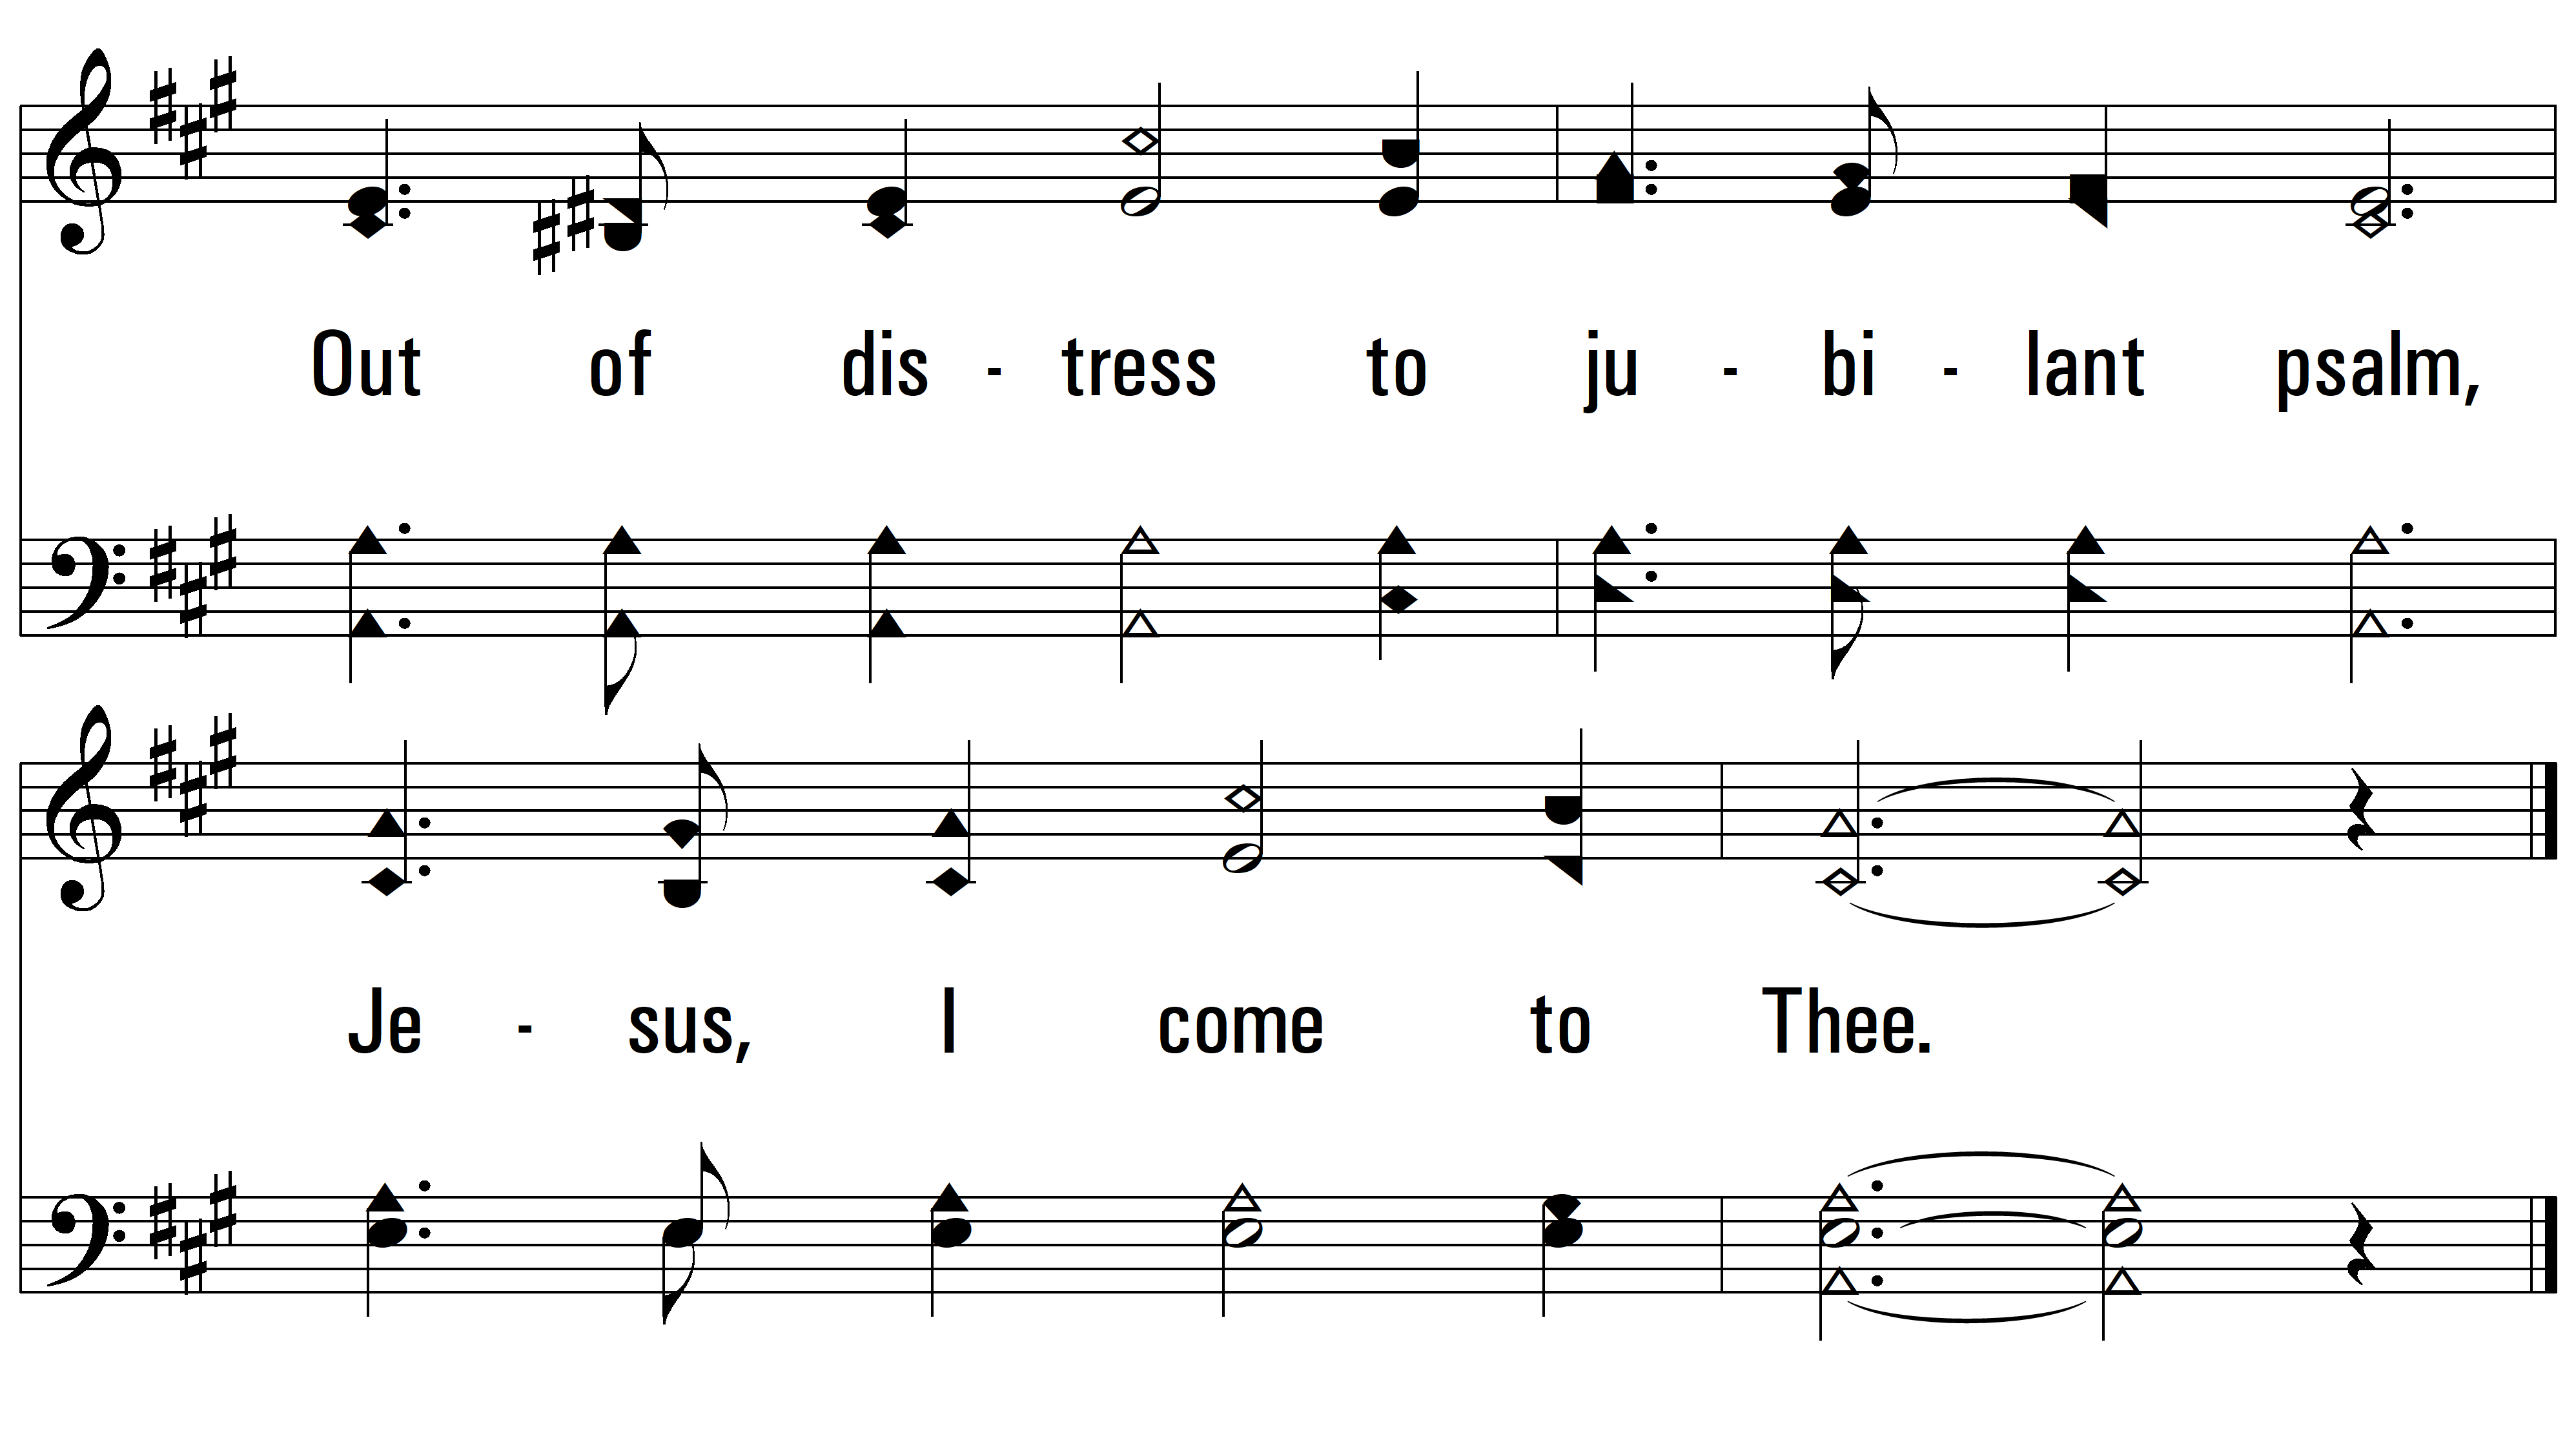 Out of dis - tress to ju - bi - lant psalm,
Je - sus, I come to Thee.